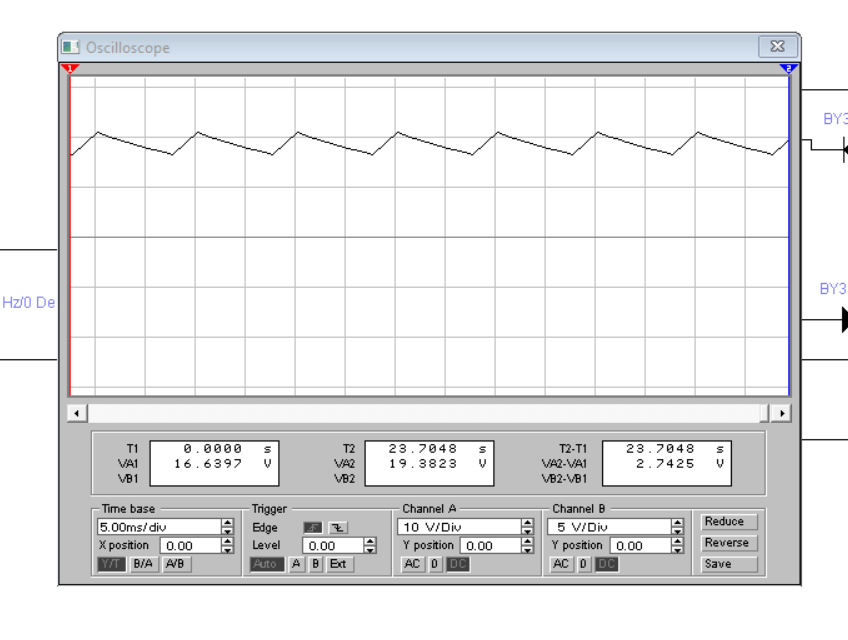 Oscilloscope
1
2
BY3
Hz/0 De
BY3
T1 0.0000 s
VA1 16.6397 V
VB1
T2 23.7048 s
VA2 19.3823 V
VB2
T2-T1 23.7048 s
VA2-VA1 2.7425 V
VB2-VB1
Time base
5.00ms/div
X position 0.00
Y/T B/A A/B
Trigger
Edge
Level 0.00
Auto A B Ext
Channel A
10 V/Div
Y position 0.00
AC 0 DC
Channel B
5 V/Div
Y position 0.00
AC 0 DC
Reduce
Reverse
Save